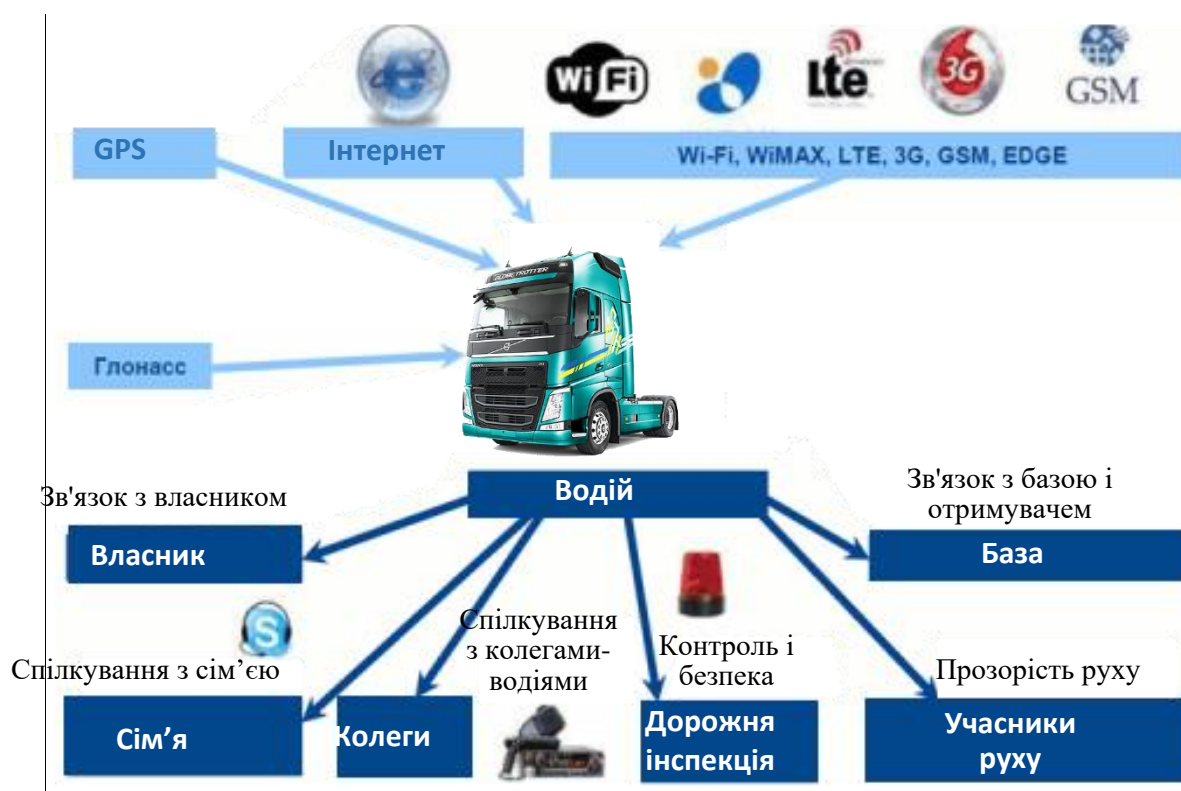 Wi Fi
Lte
3G
GSM
GPS
Інтернет
Wi-Fi, WiMAX, LTE, 3G, GSM, EDGE
GLOBETROTTER
Глонасс
Водій
Зв'язок з власником
Зв'язок з базою і
отримувачем
Власник
База
S
Спілкування
з колегами-
водіями
Контроль і
безпека
Спілкування з сім’єю
Прозорість руху
Сім’я
Колеги
Дорожня
інспекція
Учасники
руху